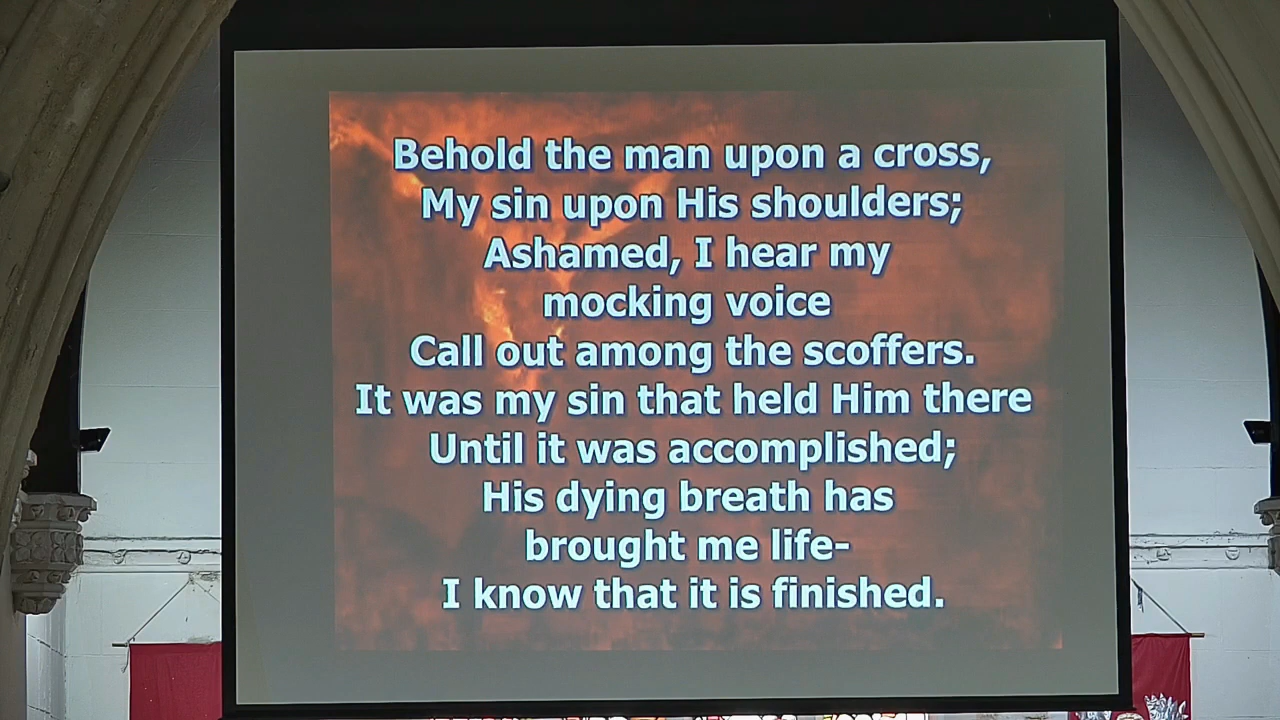 Behold the man upon a cross,
My sin upon His shoulders;
Ashamed, I hear my
mocking voice
Call out among the scoffers.
It was my sin that held Him there
Until it was accomplished;
His dying breath has
brought me life-
I know that it is finished.